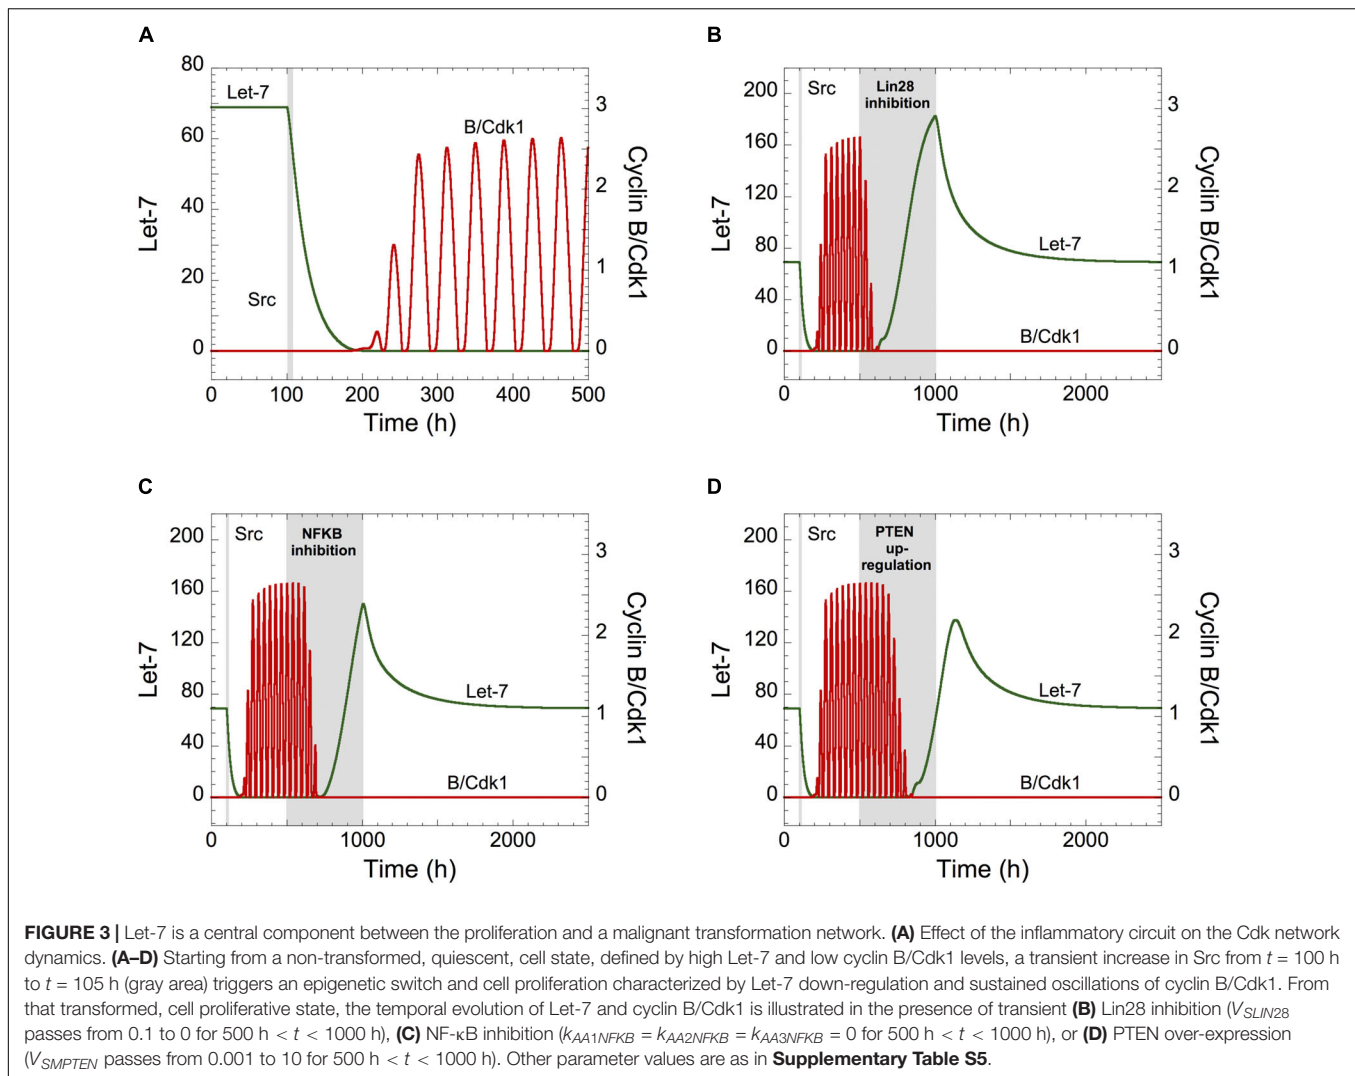 A
80
60
40
20
0
Let-7
Let-7
Src
B/Cdk1
3
2
1
0
Cyclin B/Cdk1
0 100 200 300 400 500
Time (h)
B
200
160
120
80
40
0
Let-7
Src
Lin28
inhibition
Let-7
B/Cdk1
3
2
1
0
Cyclin B/Cdk1
0 1000 2000
Time (h)
C
200
160
120
80
40
0
Let-7
Src
NFKB
inhibition
Let-7
B/Cdk1
3
2
1
0
Cyclin B/Cdk1
0 1000 2000
Time (h)
D
200
160
120
80
40
0
Let-7
Src
PTEN
up-
regulation
Let-7
B/Cdk1
3
2
1
0
Cyclin B/Cdk1
0 1000 2000
Time (h)
FIGURE 3 | Let-7 is a central component between the proliferation and a malignant transformation network. (A) Effect of the inflammatory circuit on the Cdk network
dynamics. (A–D) Starting from a non-transformed, quiescent, cell state, defined by high Let-7 and low cyclin B/Cdk1 levels, a transient increase in Src from t = 100 h
to t = 105 h (gray area) triggers an epigenetic switch and cell proliferation characterized by Let-7 down-regulation and sustained oscillations of cyclin B/Cdk1. From
that transformed, cell proliferative state, the temporal evolution of Let-7 and cyclin B/Cdk1 is illustrated in the presence of transient (B) Lin28 inhibition (VSLIN28
passes from 0.1 to 0 for 500 h < t < 1000 h), (C) NF-κB inhibition (kAA1NFKB = kAA2NFKB = kAA3NFKB = 0 for 500 h < t < 1000 h), or (D) PTEN over-expression
(VSMPTEN passes from 0.001 to 10 for 500 h < t < 1000 h). Other parameter values are as in Supplementary Table S5.